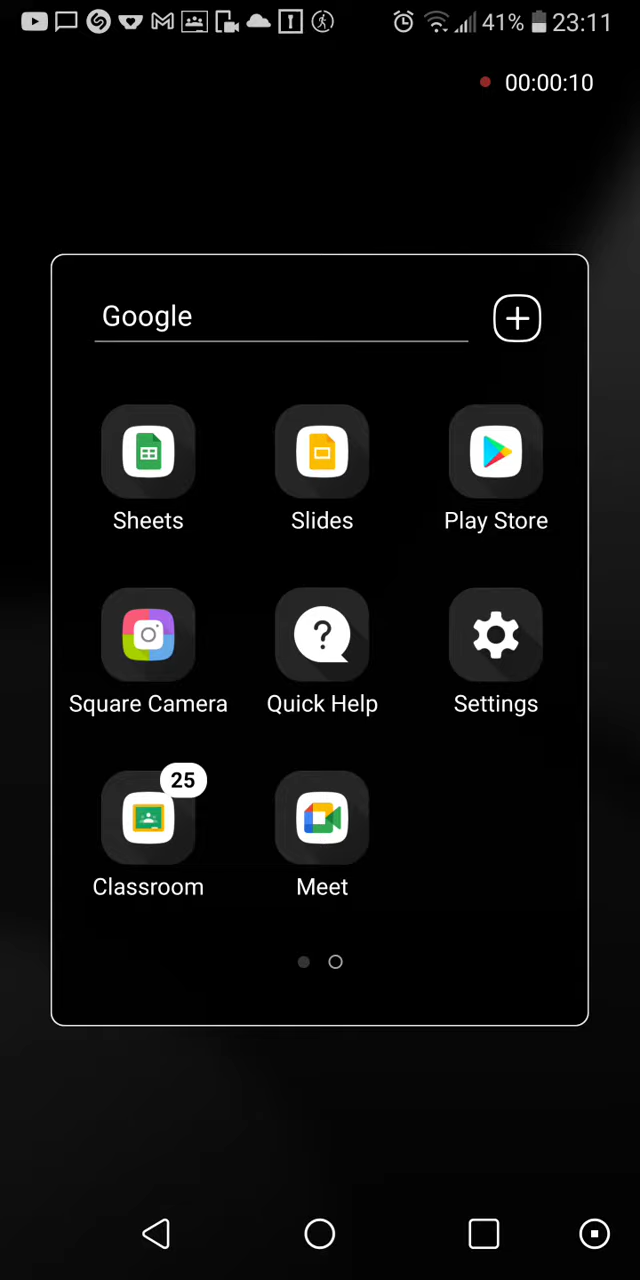 41% 23:11
00:00:10
Google
Sheets Slides Play Store
Square Camera Quick Help Settings
25
Classroom Meet